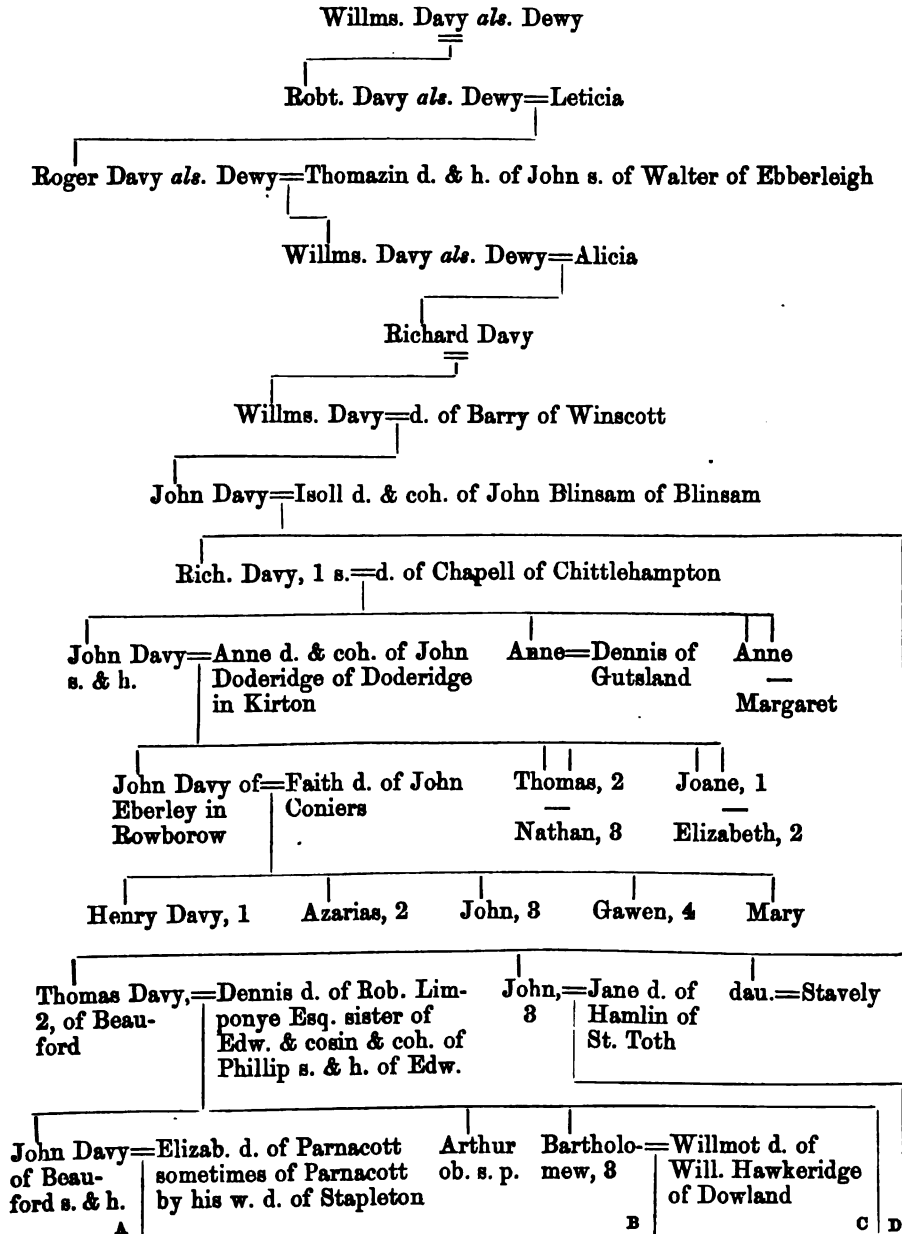 Willms. Davy als. Dewy
Robt. Davy als. Dewy=Leticia
Roger Davy als. Dewy=Thomazin d. & h. of John s. of Walter of Ebberleigh
Willms. Davy als. Dewy=Alicia
Richard Davy
Willms. Davy=d. of Barry of Winscott
John Davy=Isoll d. & coh. of John Blinsam of Blinsam
Rich. Davy, 1 s.=d. of Chapell of Chittlehampton
John Davy=
s. & h.
Anne d. & coh. of John
Doderidge of Doderidge
in Kirton
Anne=Dennis of
Gutsland
Anne
—
Margaret
John Davy of=
Eberley in
Rowborow
Faith d. of John
Coniers
Thomas, 2
—
Nathan, 3
Joane, 1
—
Elizabeth, 2
Henry Davy, 1
Azarias, 2
John, 3
Gawen, 4
Mary
Thomas Davy,=
2, of Beau-
ford
Dennis d. of Rob. Lim-
ponye Esq. sister of
Edw. & cosin & coh. of
Phillip s. & h. of Edw.
John,=
3
Jane d. of
Hamlin of
St. Toth
dau.=Stavely
John Davy=
of Beau-
ford s. & h.
Elizab. d. of Parnacott
sometimes of Parnacott
by his w. d. of Stapleton
Arthur
ob. s. p.
Bartholo-=
mew, 3
Willmot d. of
Will. Hawkeridge
of Dowland
A
B
C
D